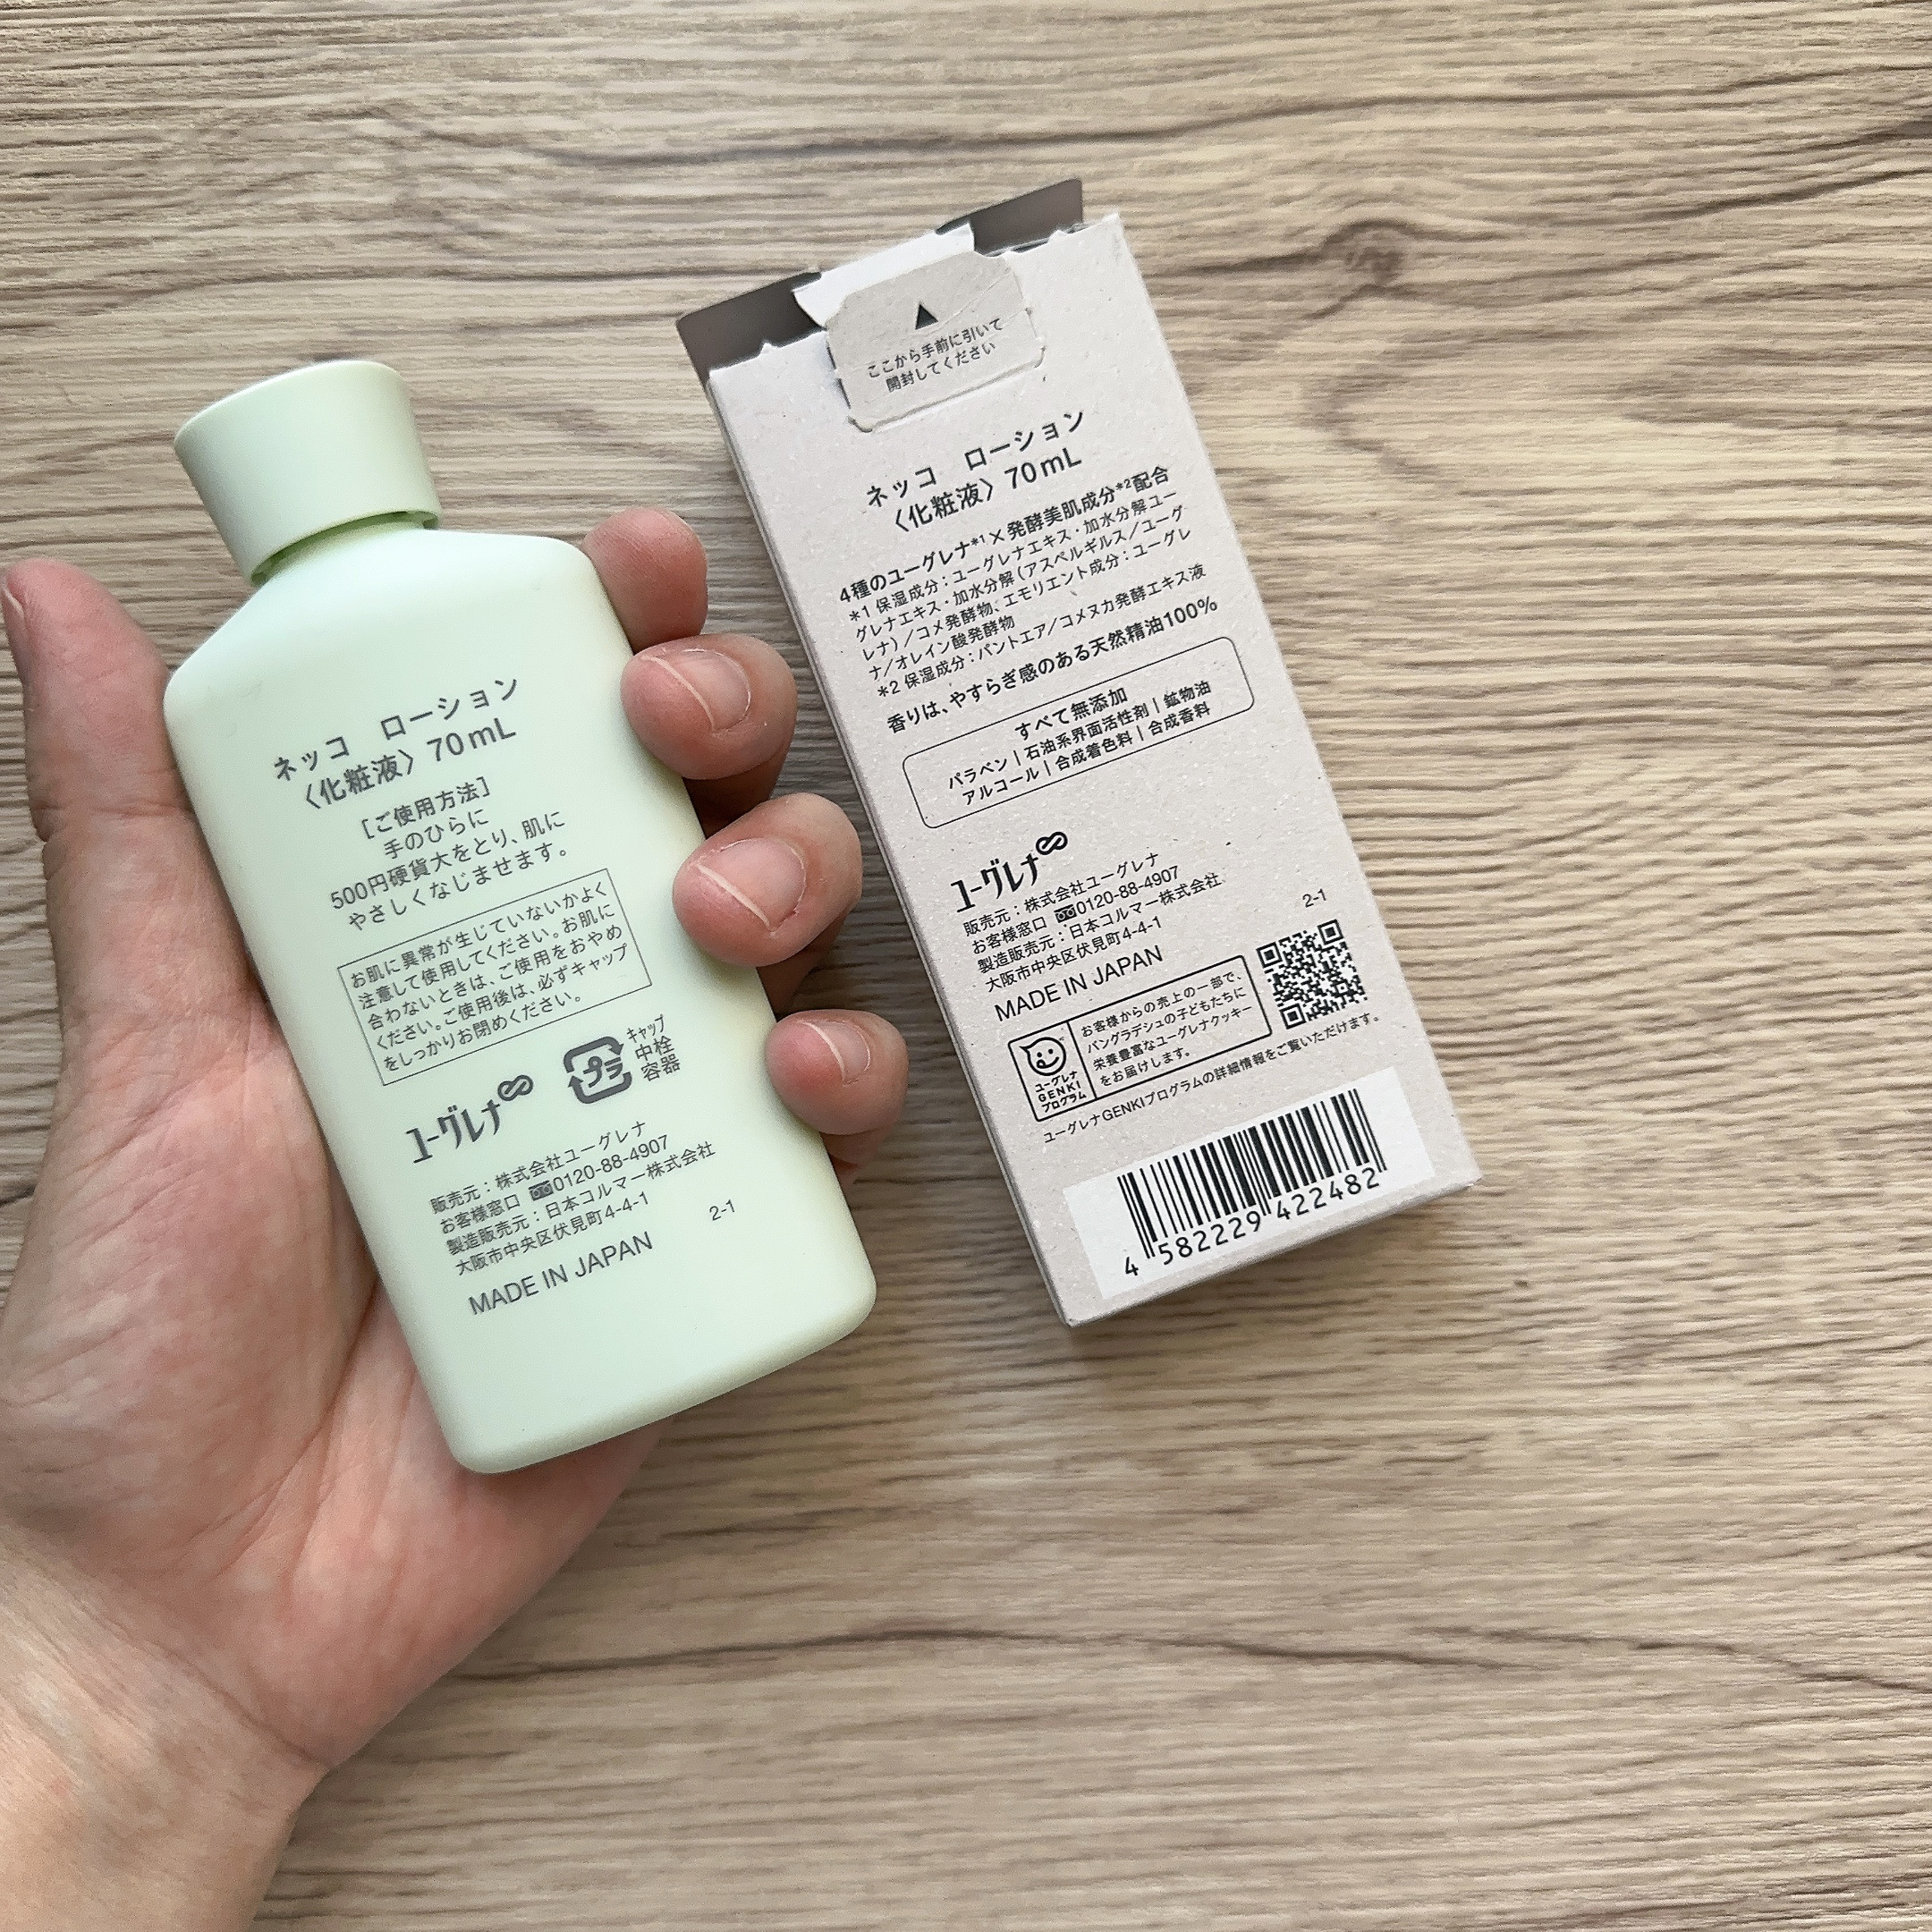 ネッコ ローション
〈化粧液〉70mL
[ご使用方法]
手のひらに
500円硬貨大をとり、肌に
やさしくなじませます。
お肌に異常が生じていないかよく
注意して使用してください。お肌に
合わないときは、ご使用をおやめ
ください。ご使用後は、必ずキャップ
をしっかりお閉めください。
プラ
キャップ
中栓
容器
ユーグレナ
販売元:株式会社ユーグレナ
お客様窓口 0120-88-4907
製造販売元:日本コルマー株式会社
大阪市中央区伏見町4-4-1
2-1
MADE IN JAPAN
▲
ここから手前に引いて
開封してください
ネッコ ローション
〈化粧液〉70mL
4種のユーグレナ*1×発酵美肌成分*2配合
*1 保湿成分:ユーグレナエキス・加水分解ユー
グレナエキス・加水分解(アスペルギルス/ユーグ
レナ)/コメ発酵物、エモリエント成分:ユーグレ
ナ/オレイン酸発酵物
*2 保湿成分:パントエア/コメヌカ発酵エキス液
香りは、やすらぎ感のある天然精油100%
すべて無添加
パラベン|石油系界面活性剤|鉱物油
アルコール|合成着色料|合成香料
ユーグレナ
販売元:株式会社ユーグレナ
お客様窓口 0120-88-4907
製造販売元:日本コルマー株式会社
大阪市中央区伏見町4-4-1
MADE IN JAPAN
2-1
ユーグレナ
GENKI
プログラム
お客様からの売上の一部で、
バングラデシュの子どもたちに
栄養豊富なユーグレナクッキー
をお届けします。
ユーグレナGENKIプログラムの詳細情報をご覧いただけます。
4 582229 422482